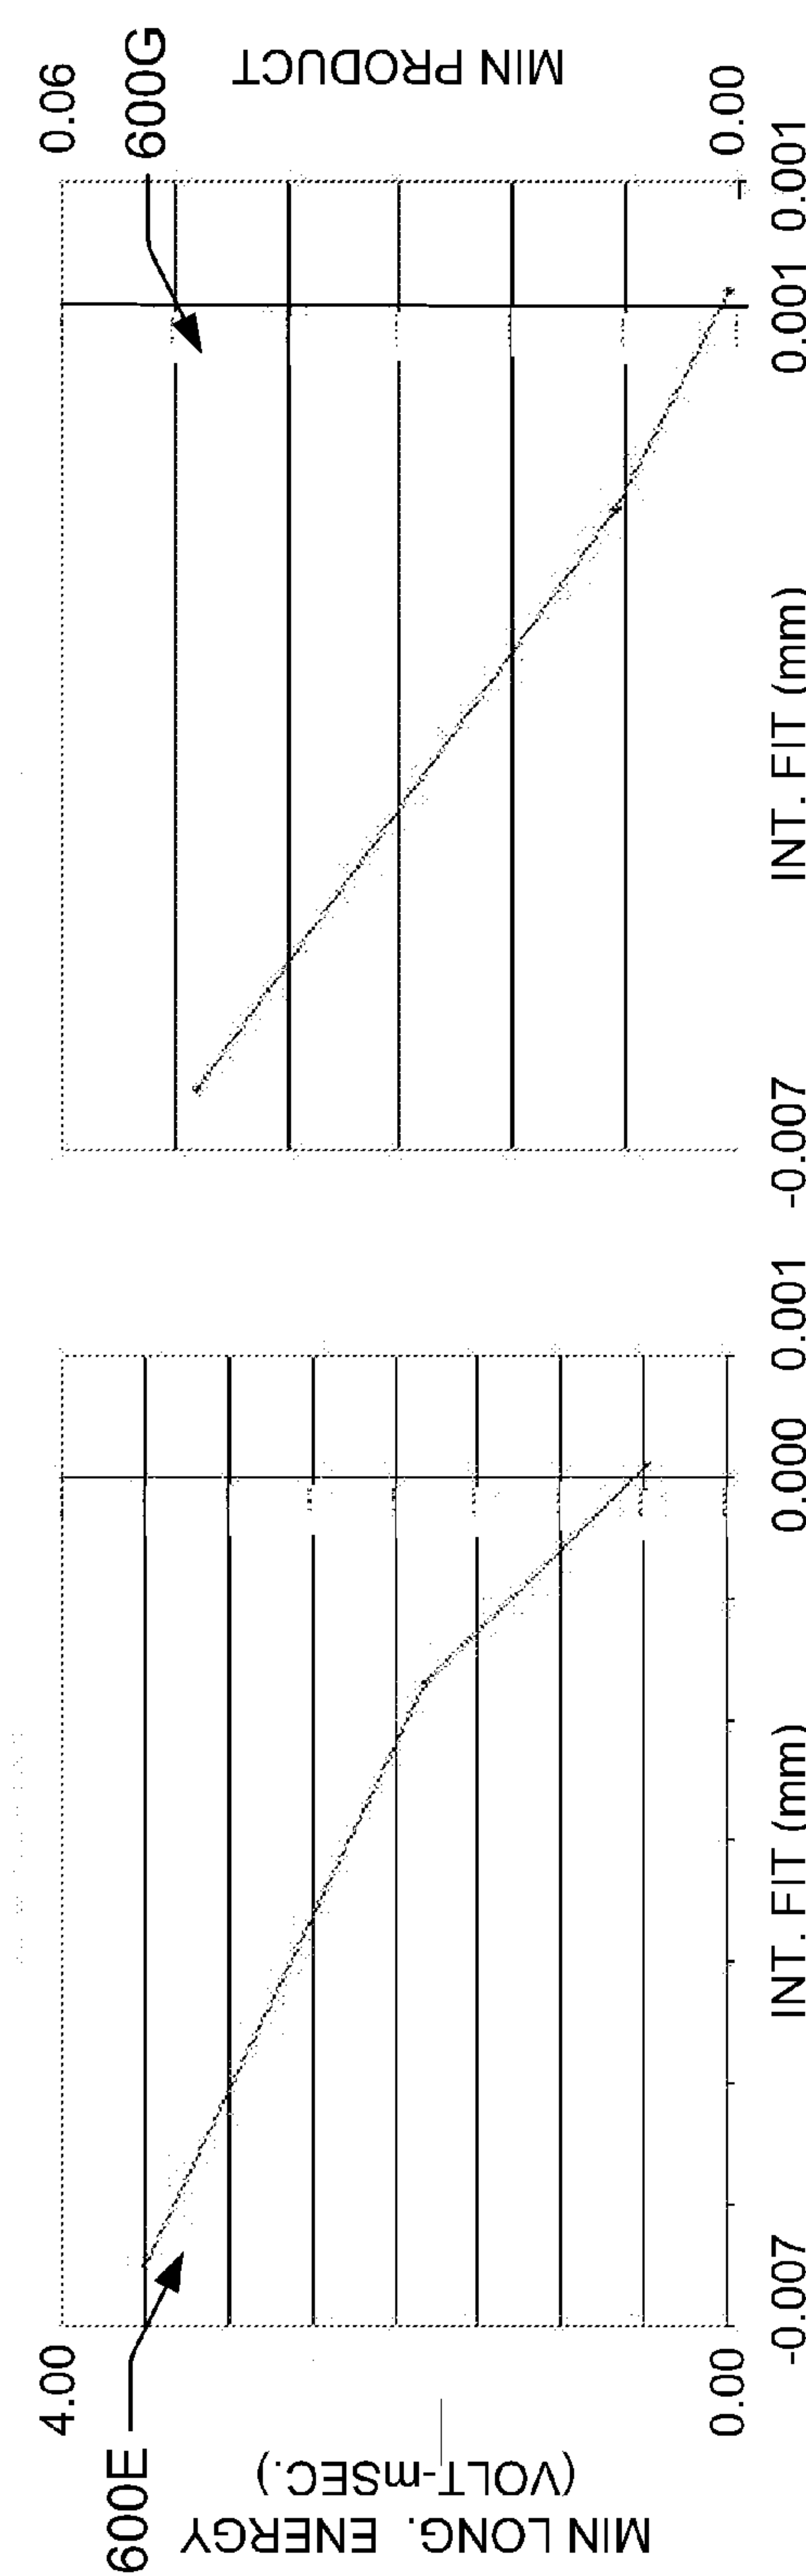 600E
MIN LONG. ENERGY
(VOLT-mSEC.)
4.00
0.00
-0.007
0.000
0.001
INT. FIT (mm)
600G
MIN PRODUCT
0.06
0.00
-0.007
0.001
0.001
INT. FIT (mm)